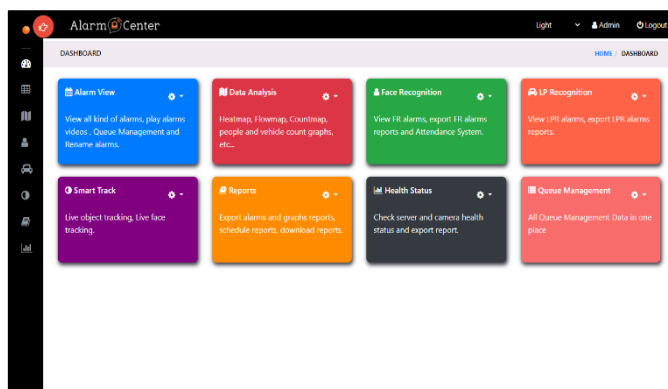 Alarm Center
Light
Admin
Logout
DASHBOARD
HOME / DASHBOARD
Alarm View
View all kind of alarms, play alarms
videos , Queue Management and
Rename alarms.
Data Analysis
Heatmap, Flowmap, Countmap,
people and vehicle count graphs,
etc...
Face Recognition
View FR alarms, export FR alarms
reports and Attendance System.
LP Recognition
View LPR alarms, export LPR alarms
reports.
Smart Track
Live object tracking, Live face
tracking.
Reports
Export alarms and graphs reports,
schedule reports, download reports.
Health Status
Check server and camera health
status and export report.
Queue Management
All Queue Management Data in one
place